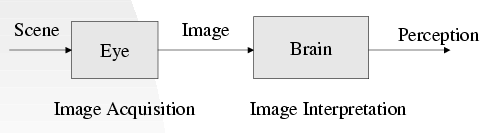 Scene
Image
Perception
Eye
Brain
Image Acquisition
Image Interpretation